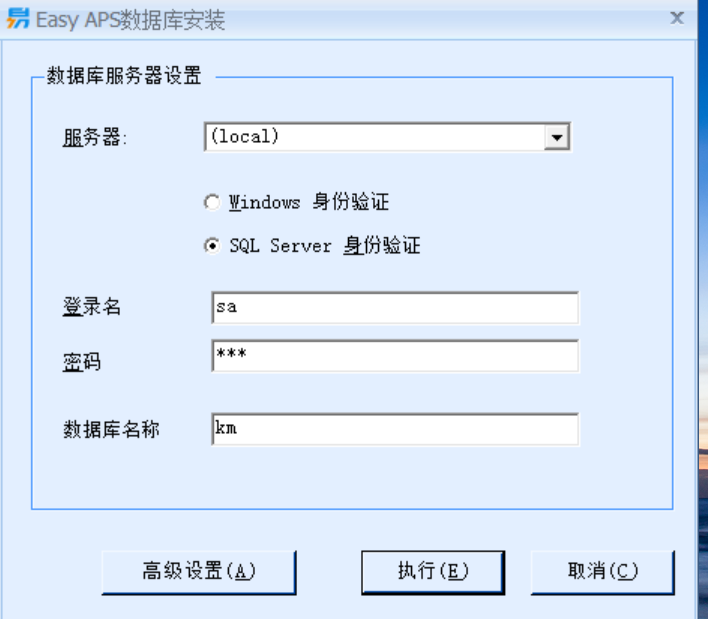 Easy APS数据库安装
数据库服务器设置
服务器:
(local)
Windows 身份验证
SQL Server 身份验证
登录名
sa
密码
***
数据库名称
km
高级设置(A)
执行(E)
取消(C)